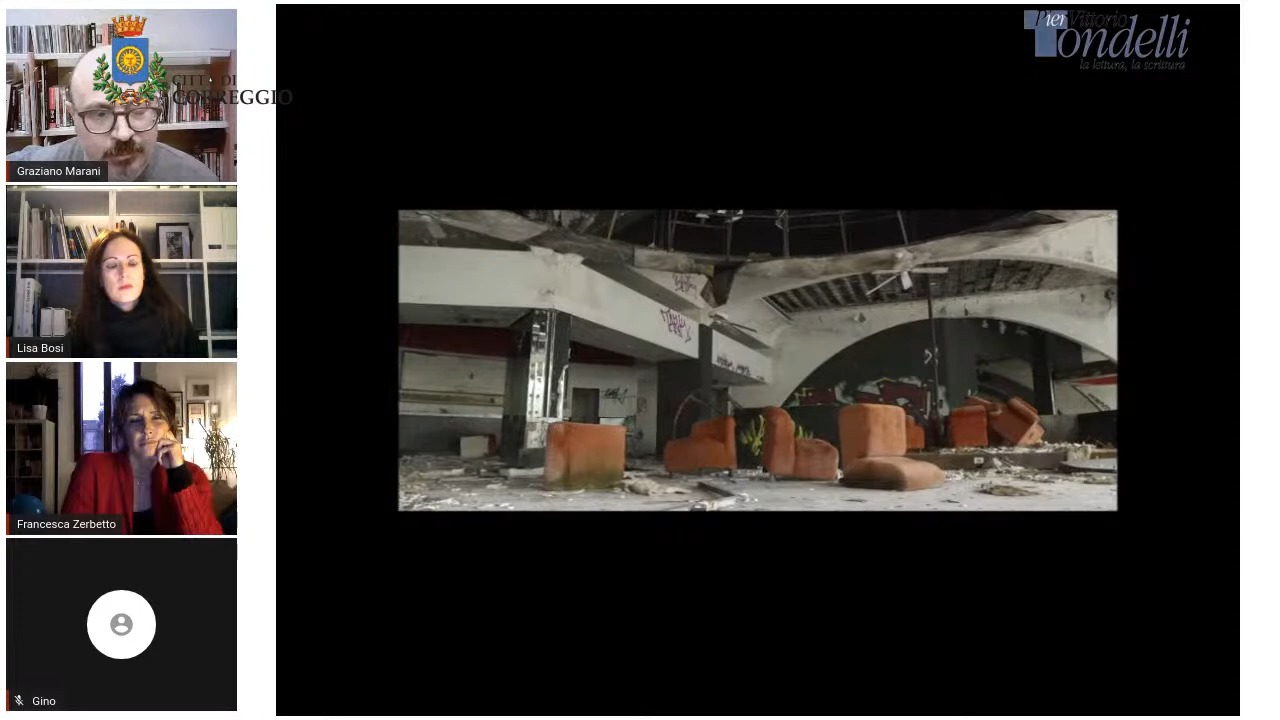 CITTÀ DI
CORREGGIO
Graziano Marani
Lisa Bosi
Francesca Zerbetto
Gino
Pier Vittorio
Tondelli
la lettura, la scrittura